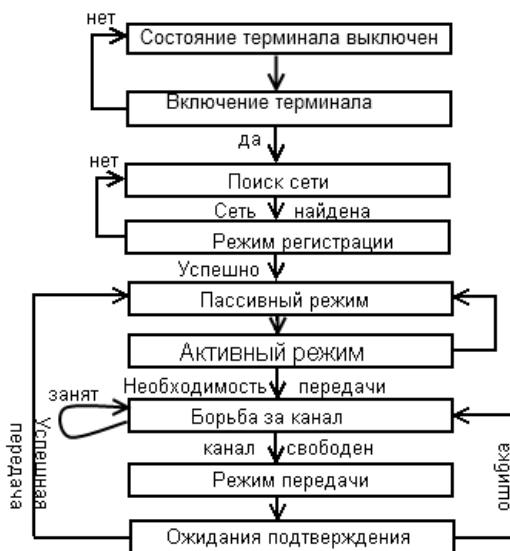 нет
Состояние терминала выключен
Включение терминала
да
нет
Поиск сети
Сеть найдена
Режим регистрации
Успешно
Пассивный режим
Активный режим
Необходимость передачи
занят
Борьба за канал
канал свободен
Режим передачи
Ожидания подтверждения
Успешная
передача
ошибка